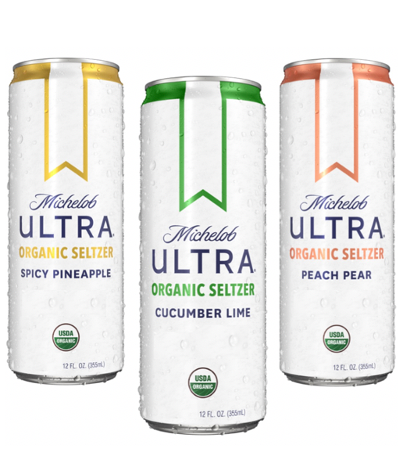 Michelob
ULTRA
ORGANIC SELTZER
SPICY PINEAPPLE
USDA
ORGANIC
12 FL. OZ. (355mL)
Michelob
ULTRA
ORGANIC SELTZER
CUCUMBER LIME
USDA
ORGANIC
12 FL. OZ. (355mL)
Michelob
ULTRA
ORGANIC SELTZER
PEACH PEAR
USDA
ORGANIC
12 FL. OZ. (355mL)